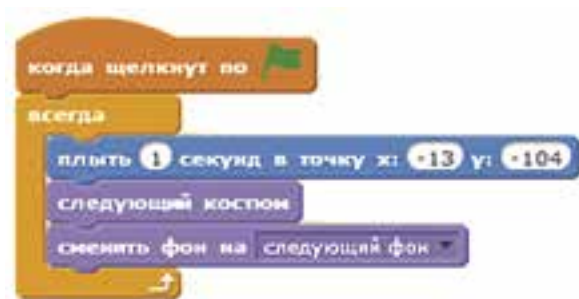 когда щелкнут по
всегда
плыть 1 секунд в точку x: -13 y: -104
следующий костюм
сменить фон на следующий фон